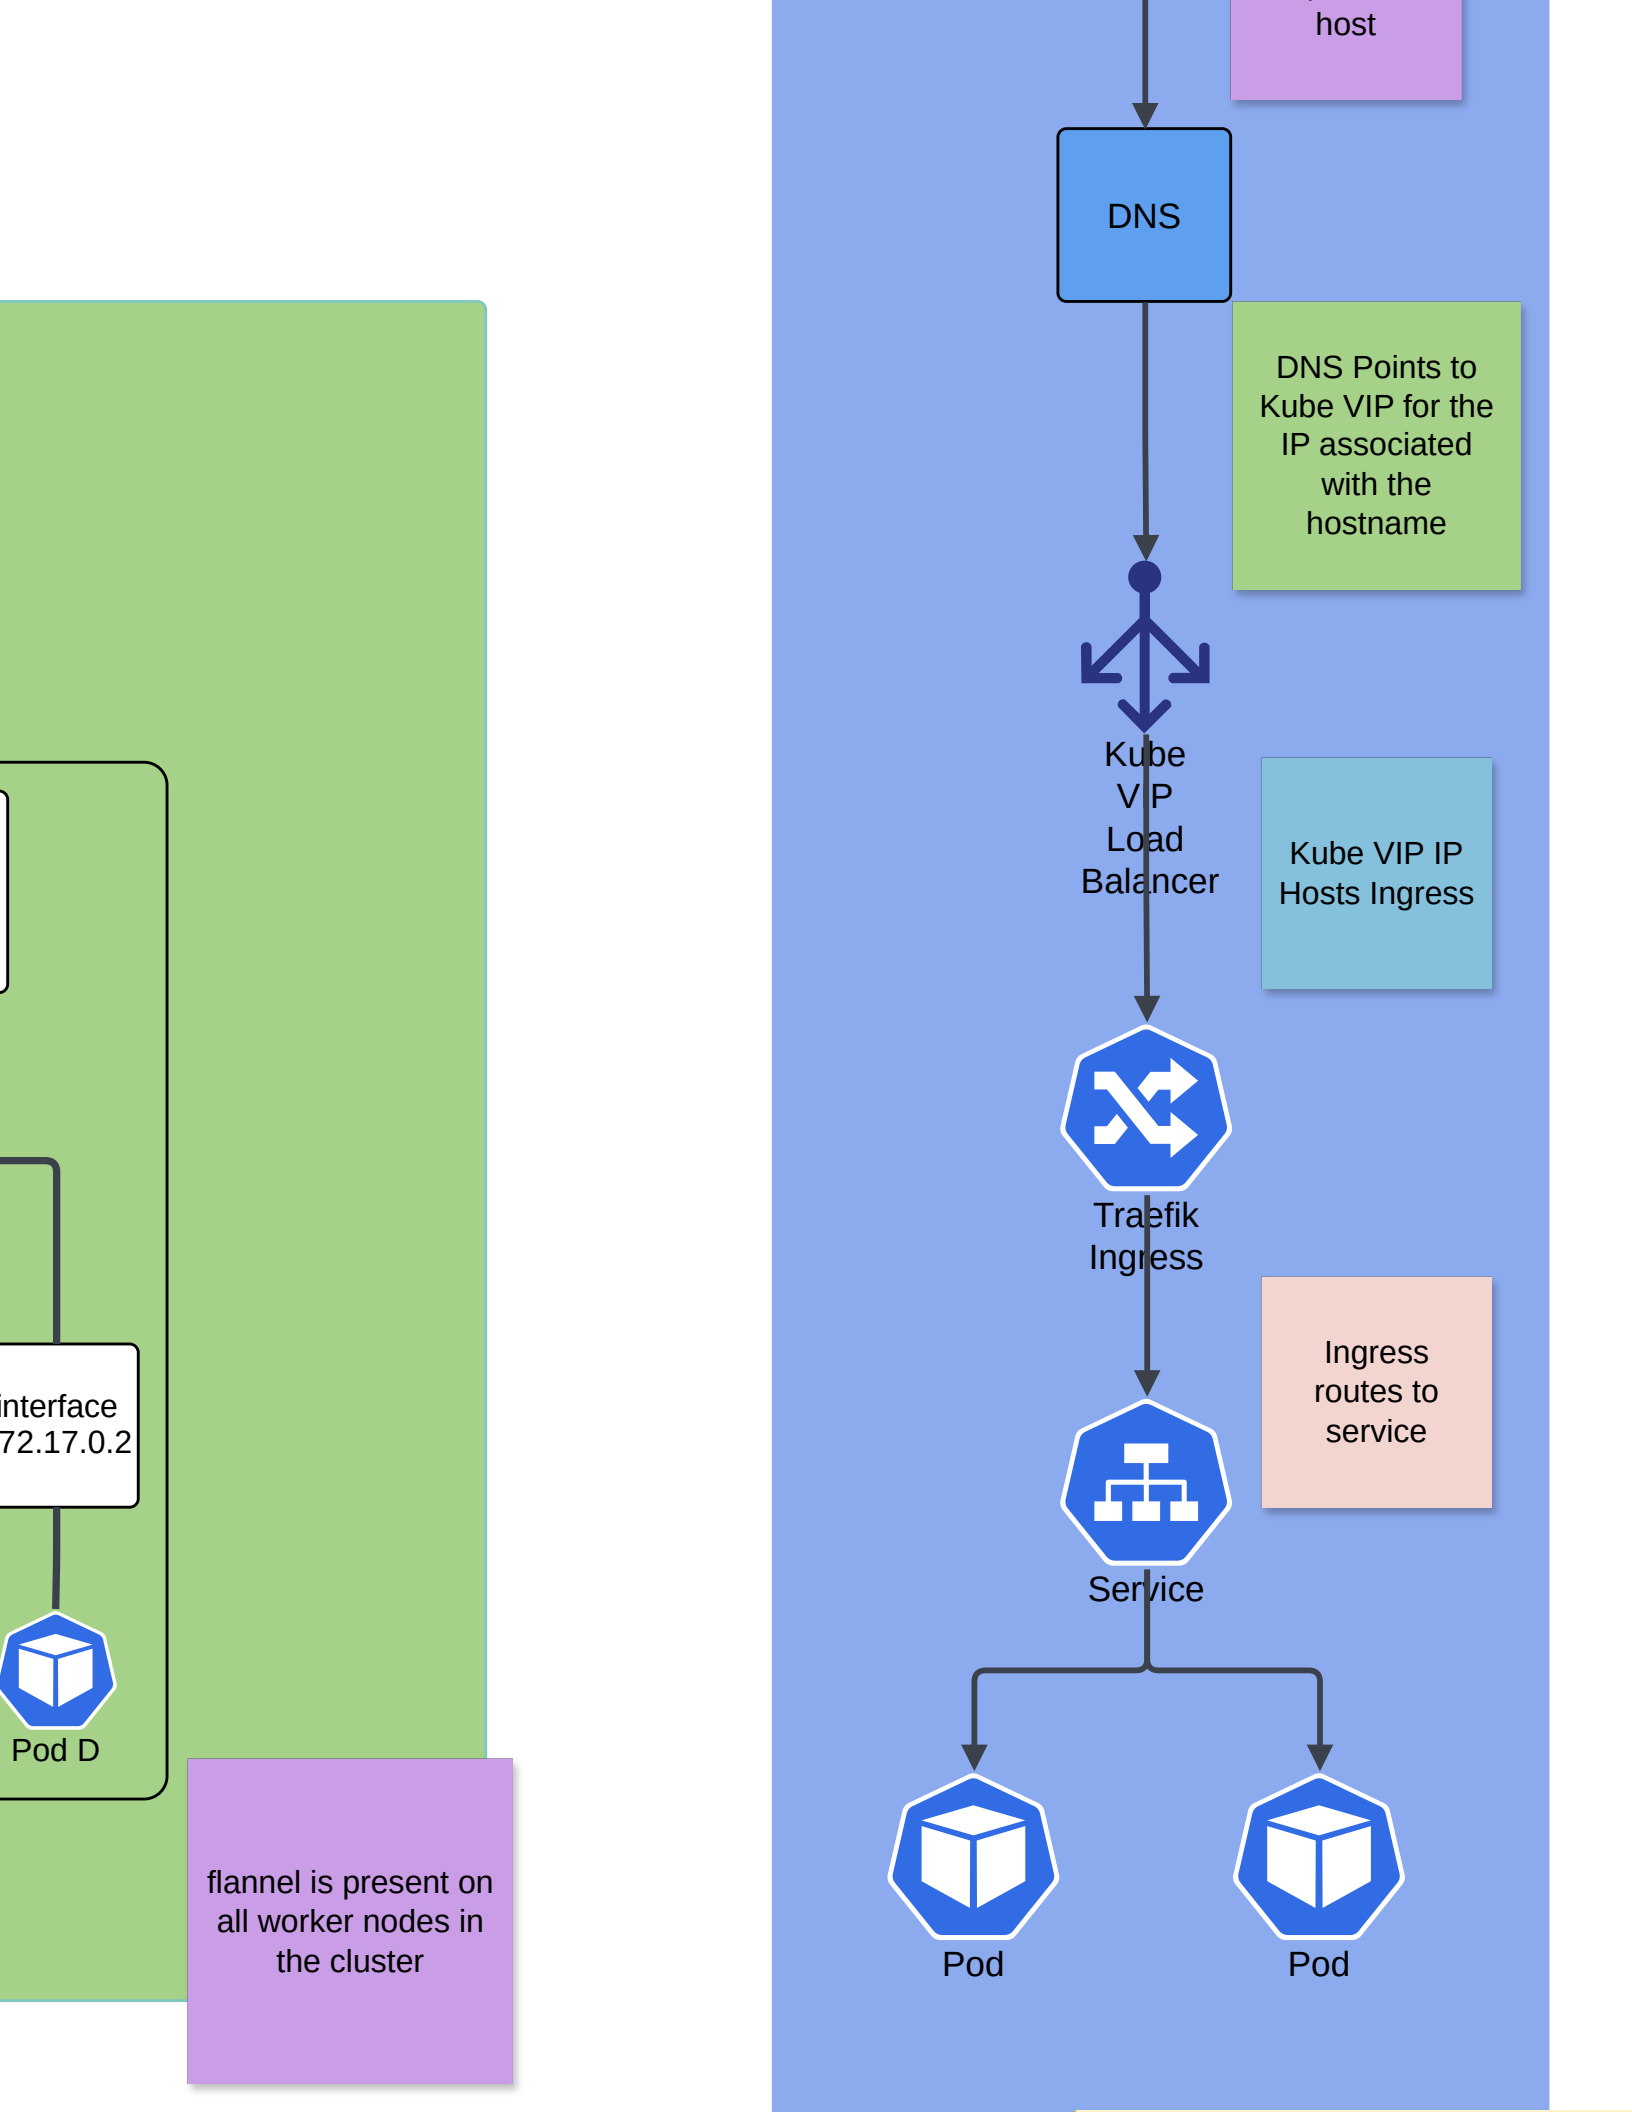 host
DNS
DNS Points to
Kube VIP for the
IP associated
with the
hostname
Kube
VIP
Load
Balancer
Kube VIP IP
Hosts Ingress
Traefik
Ingress
Ingress
routes to
service
Service
Pod
Pod
interface
72.17.0.2
Pod D
flannel is present on
all worker nodes in
the cluster